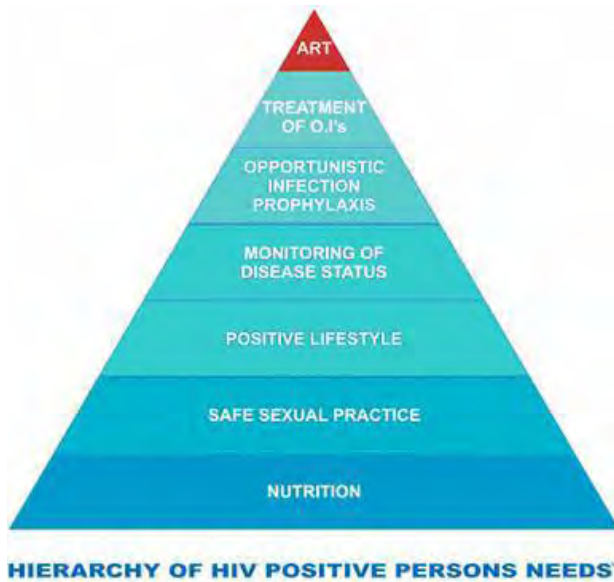 ART
TREATMENT
OF O.I's
OPPORTUNISTIC
INFECTION
PROPHYLAXIS
MONITORING OF
DISEASE STATUS
POSITIVE LIFESTYLE
SAFE SEXUAL PRACTICE
NUTRITION
HIERARCHY OF HIV POSITIVE PERSONS NEEDS